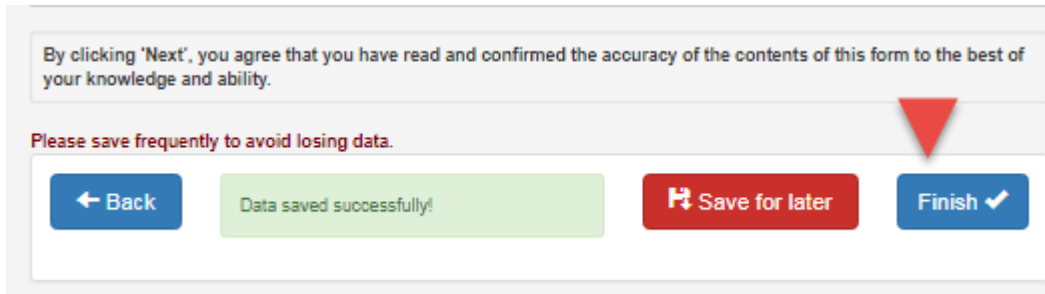 By clicking 'Next', you agree that you have read and confirmed the accuracy of the contents of this form to the best of
your knowledge and ability.
Please save frequently to avoid losing data.
Back
Data saved successfully!
Save for later
Finish